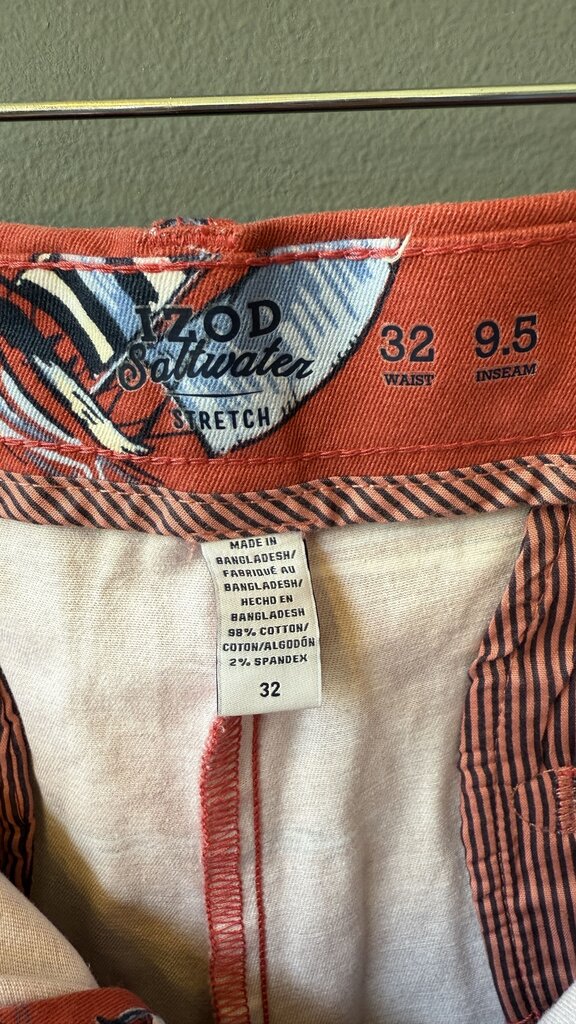 IZOD
Saltwater
STRETCH
32 9.5
WAIST INSEAM
MADE IN
BANGLADESH/
FABRIQUÉ AU
BANGLADESH/
HECHO EN
BANGLADESH
98% COTTON/
COTON/ALGODÓN
2% SPANDEX
32